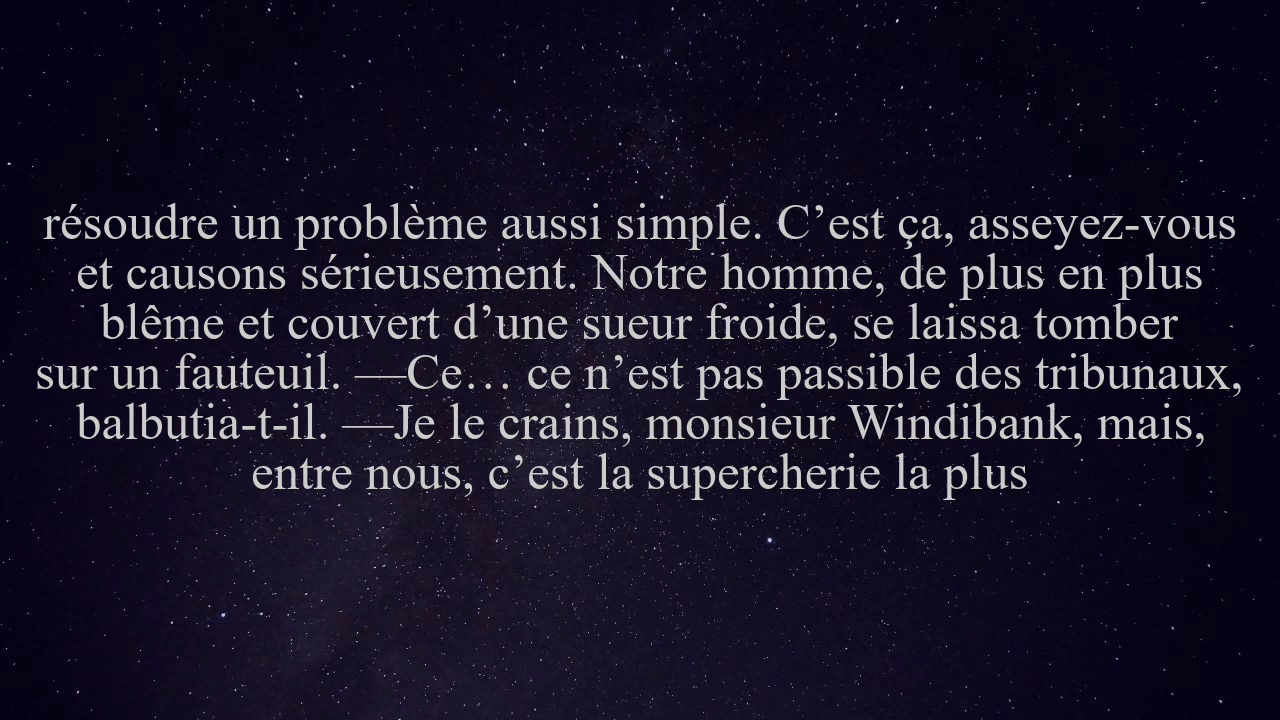 résoudre un problème aussi simple. C’est ça, asseyez-vous
et causons sérieusement. Notre homme, de plus en plus
blême et couvert d’une sueur froide, se laissa tomber
sur un fauteuil. —Ce… ce n’est pas passible des tribunaux,
balbutia-t-il. —Je le crains, monsieur Windibank, mais,
entre nous, c’est la supercherie la plus